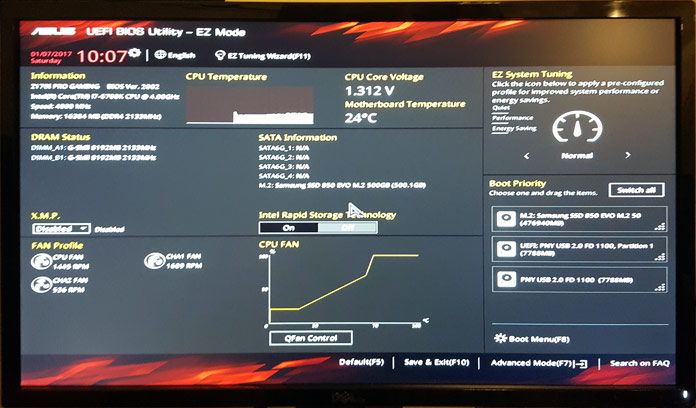 ASUS UEFI BIOS Utility – EZ Mode
01/07/2017
Saturday
10:07
English
EZ Tuning Wizard(F11)
Information
Z170I PRO GAMING BIOS Ver. 2002
Intel(R) Core(TM) i7-6700K CPU @ 4.00GHz
Speed: 4000 MHz
Memory: 16384 MB (DDR4 2133MHz)
CPU Temperature
CPU Core Voltage
1.312 V
Motherboard Temperature
24°C
EZ System Tuning
Click the icon below to apply a pre-configured
profile for improved system performance or
energy savings.
Quiet
Performance
Energy Saving
Normal
DRAM Status
DIMM_A1: G-Skill 8192MB 2133MHz
DIMM_B1: G-Skill 8192MB 2133MHz
SATA Information
SATA6G_1: N/A
SATA6G_2: N/A
SATA6G_3: N/A
SATA6G_4: N/A
M.2: Samsung SSD 850 EVO M.2 500GB (500.1GB)
Boot Priority
Choose one and drag the items.
Switch all
M.2: Samsung SSD 850 EVO M.2 50
(476940MB)
UEFI: PNY USB 2.0 FD 1100, Partition 1
(7788MB)
PNY USB 2.0 FD 1100 (7788MB)
X.M.P.
Disabled
Disabled
Intel Rapid Storage Technology
On
Off
FAN Profile
CPU FAN
1449 RPM
CHA1 FAN
1689 RPM
CHA2 FAN
536 RPM
CPU FAN
%
100
50
0
30
70
100
°C
QFan Control
Boot Menu(F8)
Default(F5)
Save & Exit(F10)
Advanced Mode(F7)
Search on FAQ
DELL